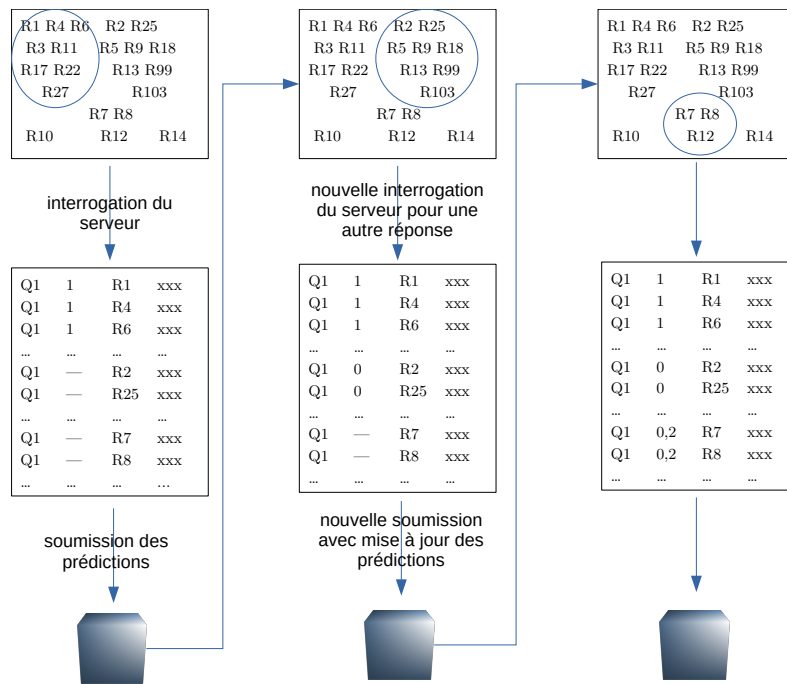 R1 R4 R6 R2 R25
R3 R11 R5 R9 R18
R17 R22 R13 R99
R27 R103
R7 R8
R10 R12 R14
interrogation du
serveur
Q1 1 R1 xxx
Q1 1 R4 xxx
Q1 1 R6 xxx
... ... ... ...
Q1 — R2 xxx
Q1 — R25 xxx
... ... ... ...
Q1 — R7 xxx
Q1 — R8 xxx
... ... ... ...
soumission des
prédictions
R1 R4 R6 R2 R25
R3 R11 R5 R9 R18
R17 R22 R13 R99
R27 R103
R7 R8
R10 R12 R14
nouvelle interrogation
du serveur pour une
autre réponse
Q1 1 R1 xxx
Q1 1 R4 xxx
Q1 1 R6 xxx
... ... ... ...
Q1 0 R2 xxx
Q1 0 R25 xxx
... ... ... ...
Q1 — R7 xxx
Q1 — R8 xxx
... ... ... ...
nouvelle soumission
avec mise à jour des
prédictions
R1 R4 R6 R2 R25
R3 R11 R5 R9 R18
R17 R22 R13 R99
R27 R103
R7 R8
R10 R12 R14
Q1 1 R1 xxx
Q1 1 R4 xxx
Q1 1 R6 xxx
... ... ... ...
Q1 0 R2 xxx
Q1 0 R25 xxx
... ... ... ...
Q1 0,2 R7 xxx
Q1 0,2 R8 xxx
... ... ... ...